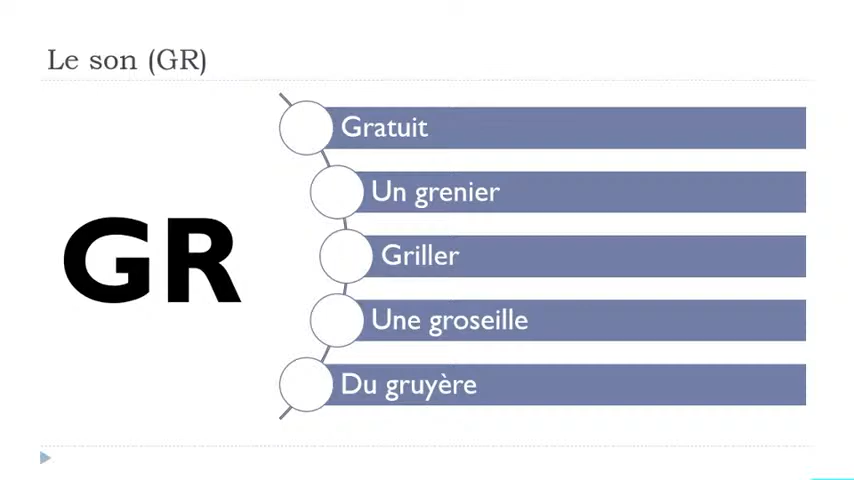 Le son (GR)
GR
Gratuit
Un grenier
Griller
Une groseille
Du gruyère